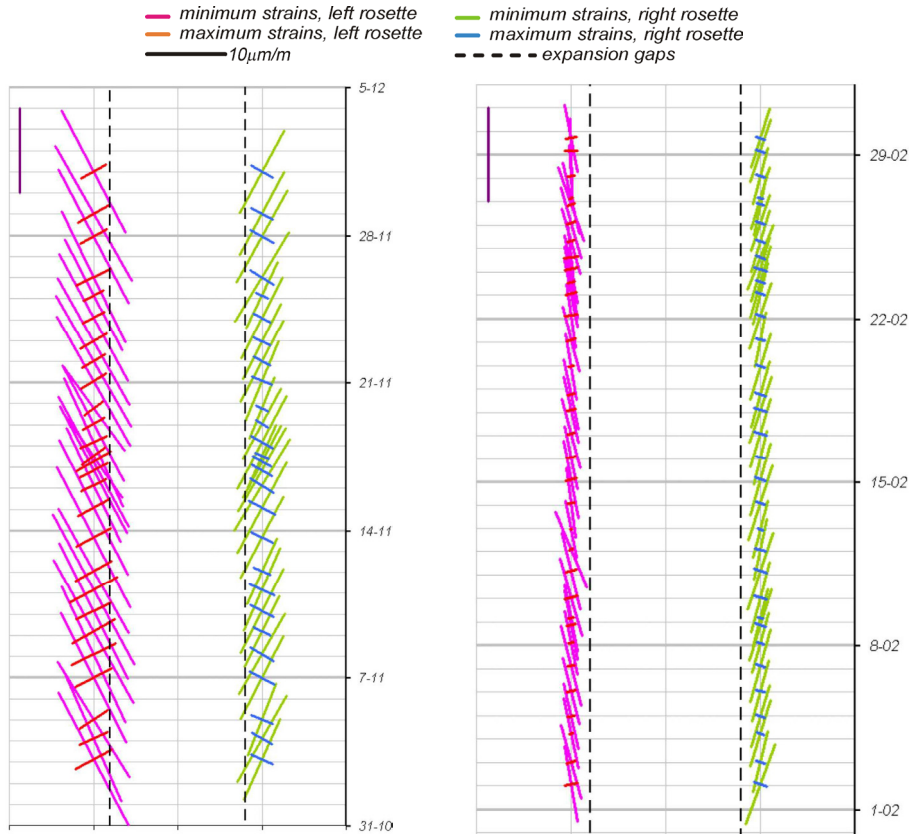 minimum strains, left rosette
maximum strains, left rosette
10µm/m
minimum strains, right rosette
maximum strains, right rosette
expansion gaps
5-12
28-11
21-11
14-11
7-11
31-10
29-02
22-02
15-02
8-02
1-02